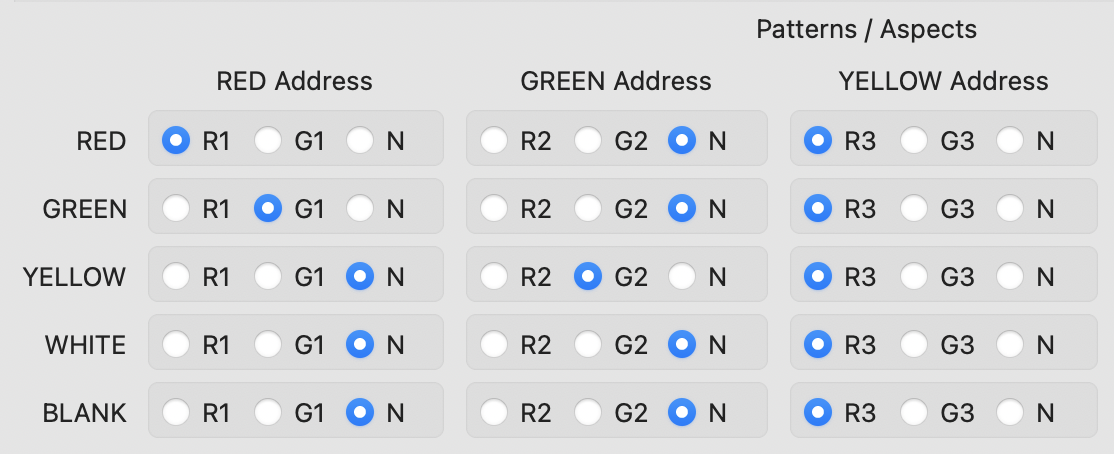 Patterns / Aspects
RED Address GREEN Address YELLOW Address
RED R1 G1 N R2 G2 N R3 G3 N
GREEN R1 G1 N R2 G2 N R3 G3 N
YELLOW R1 G1 N R2 G2 N R3 G3 N
WHITE R1 G1 N R2 G2 N R3 G3 N
BLANK R1 G1 N R2 G2 N R3 G3 N